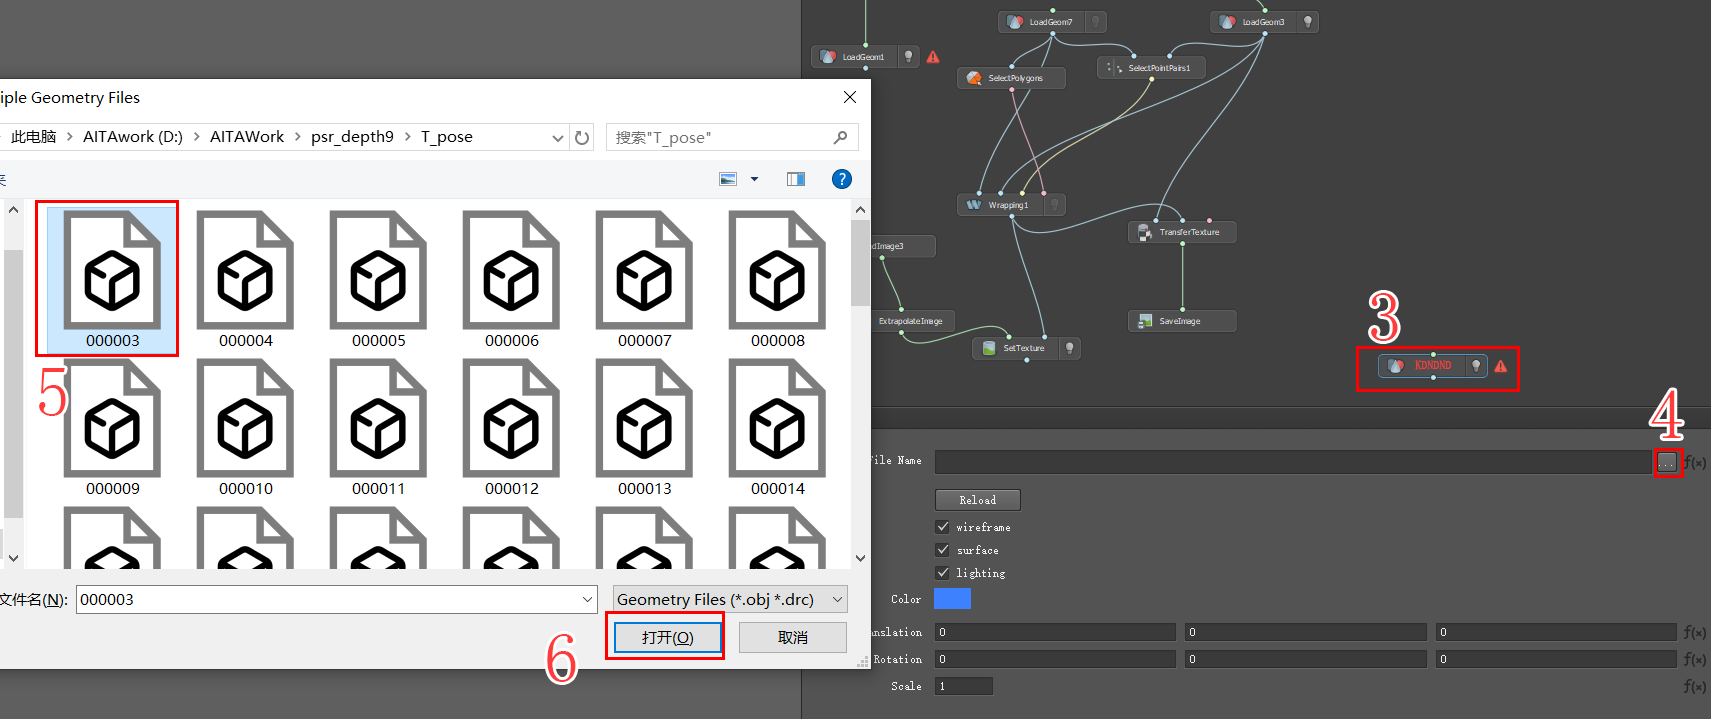 LoadGeom7
LoadGeom3
LoadGeom1
SelectPolygons
SelectPointPairs1
Wrapping1
TransferTexture
dImage3
ExtrapolateImage
SetTexture
SaveImage
3
KDNDND
4
iple Geometry Files
此电脑 > AITAwork (D:) > AITAWork > psr_depth9 > T_pose
搜索"T_pose"
000003
000004
000005
000006
000007
000008
5
000009
000010
000011
000012
000013
000014
文件名(N):
000003
Geometry Files (*.obj *.drc)
打开(O)
取消
6
File Name
...
f(×)
Reload
wireframe
surface
lighting
Color
anslation
0
0
0
f(×)
Rotation
0
0
0
f(×)
Scale
1
f(×)